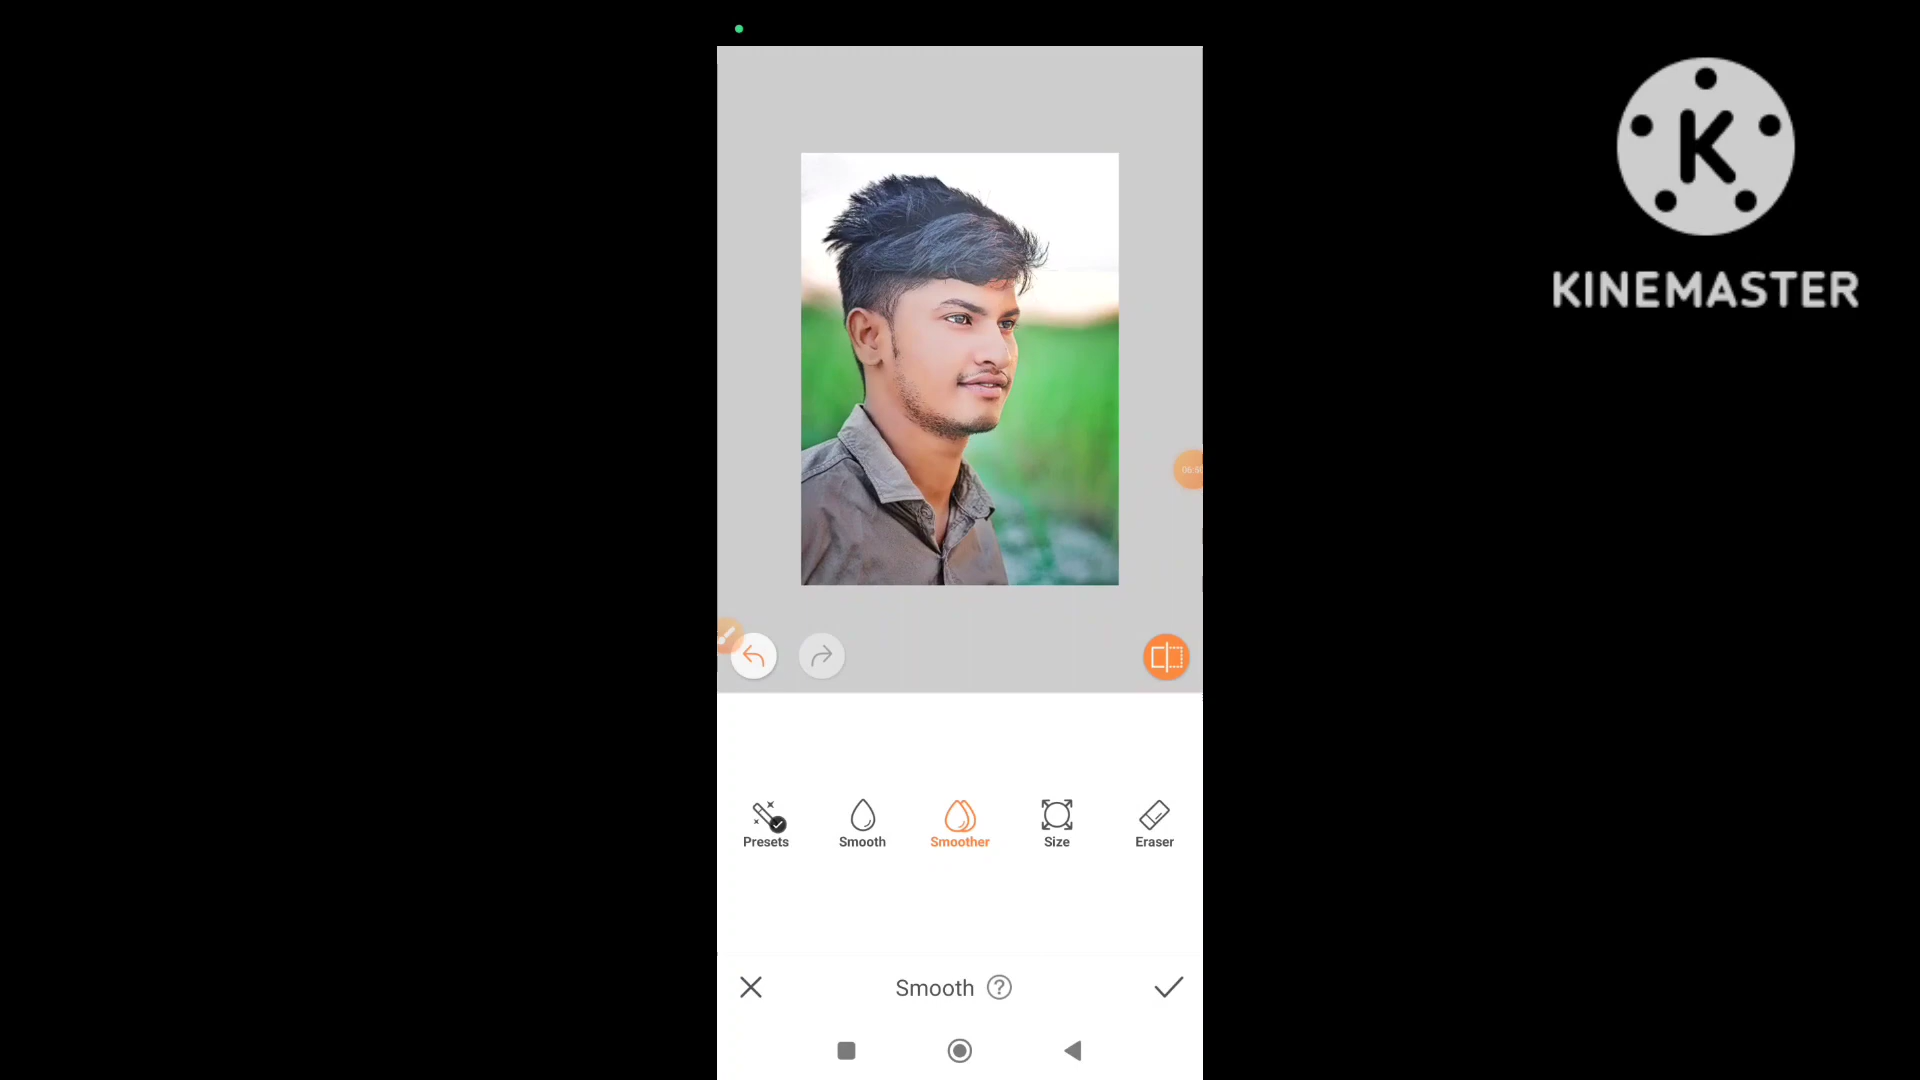 K
KINEMASTER
Presets
Smooth
Smoother
Size
Eraser
Smooth ?